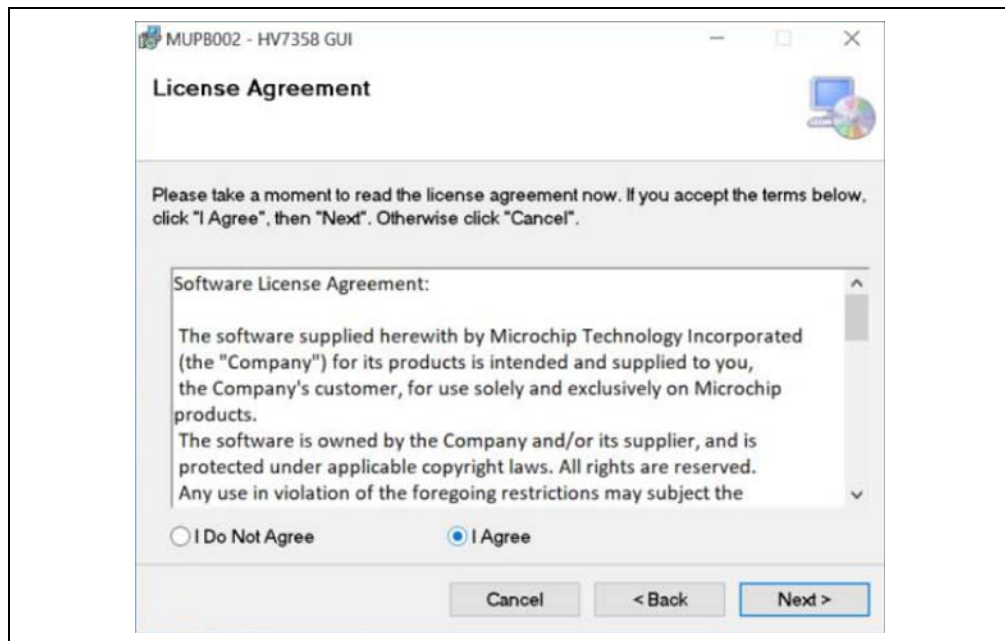 MUPB002 - HV7358 GUI
License Agreement
Please take a moment to read the license agreement now. If you accept the terms below,
click "I Agree", then "Next". Otherwise click "Cancel".
Software License Agreement:
The software supplied herewith by Microchip Technology Incorporated
(the "Company") for its products is intended and supplied to you,
the Company's customer, for use solely and exclusively on Microchip
products.
The software is owned by the Company and/or its supplier, and is
protected under applicable copyright laws. All rights are reserved.
Any use in violation of the foregoing restrictions may subject the
I Do Not Agree
I Agree
Cancel
< Back
Next >